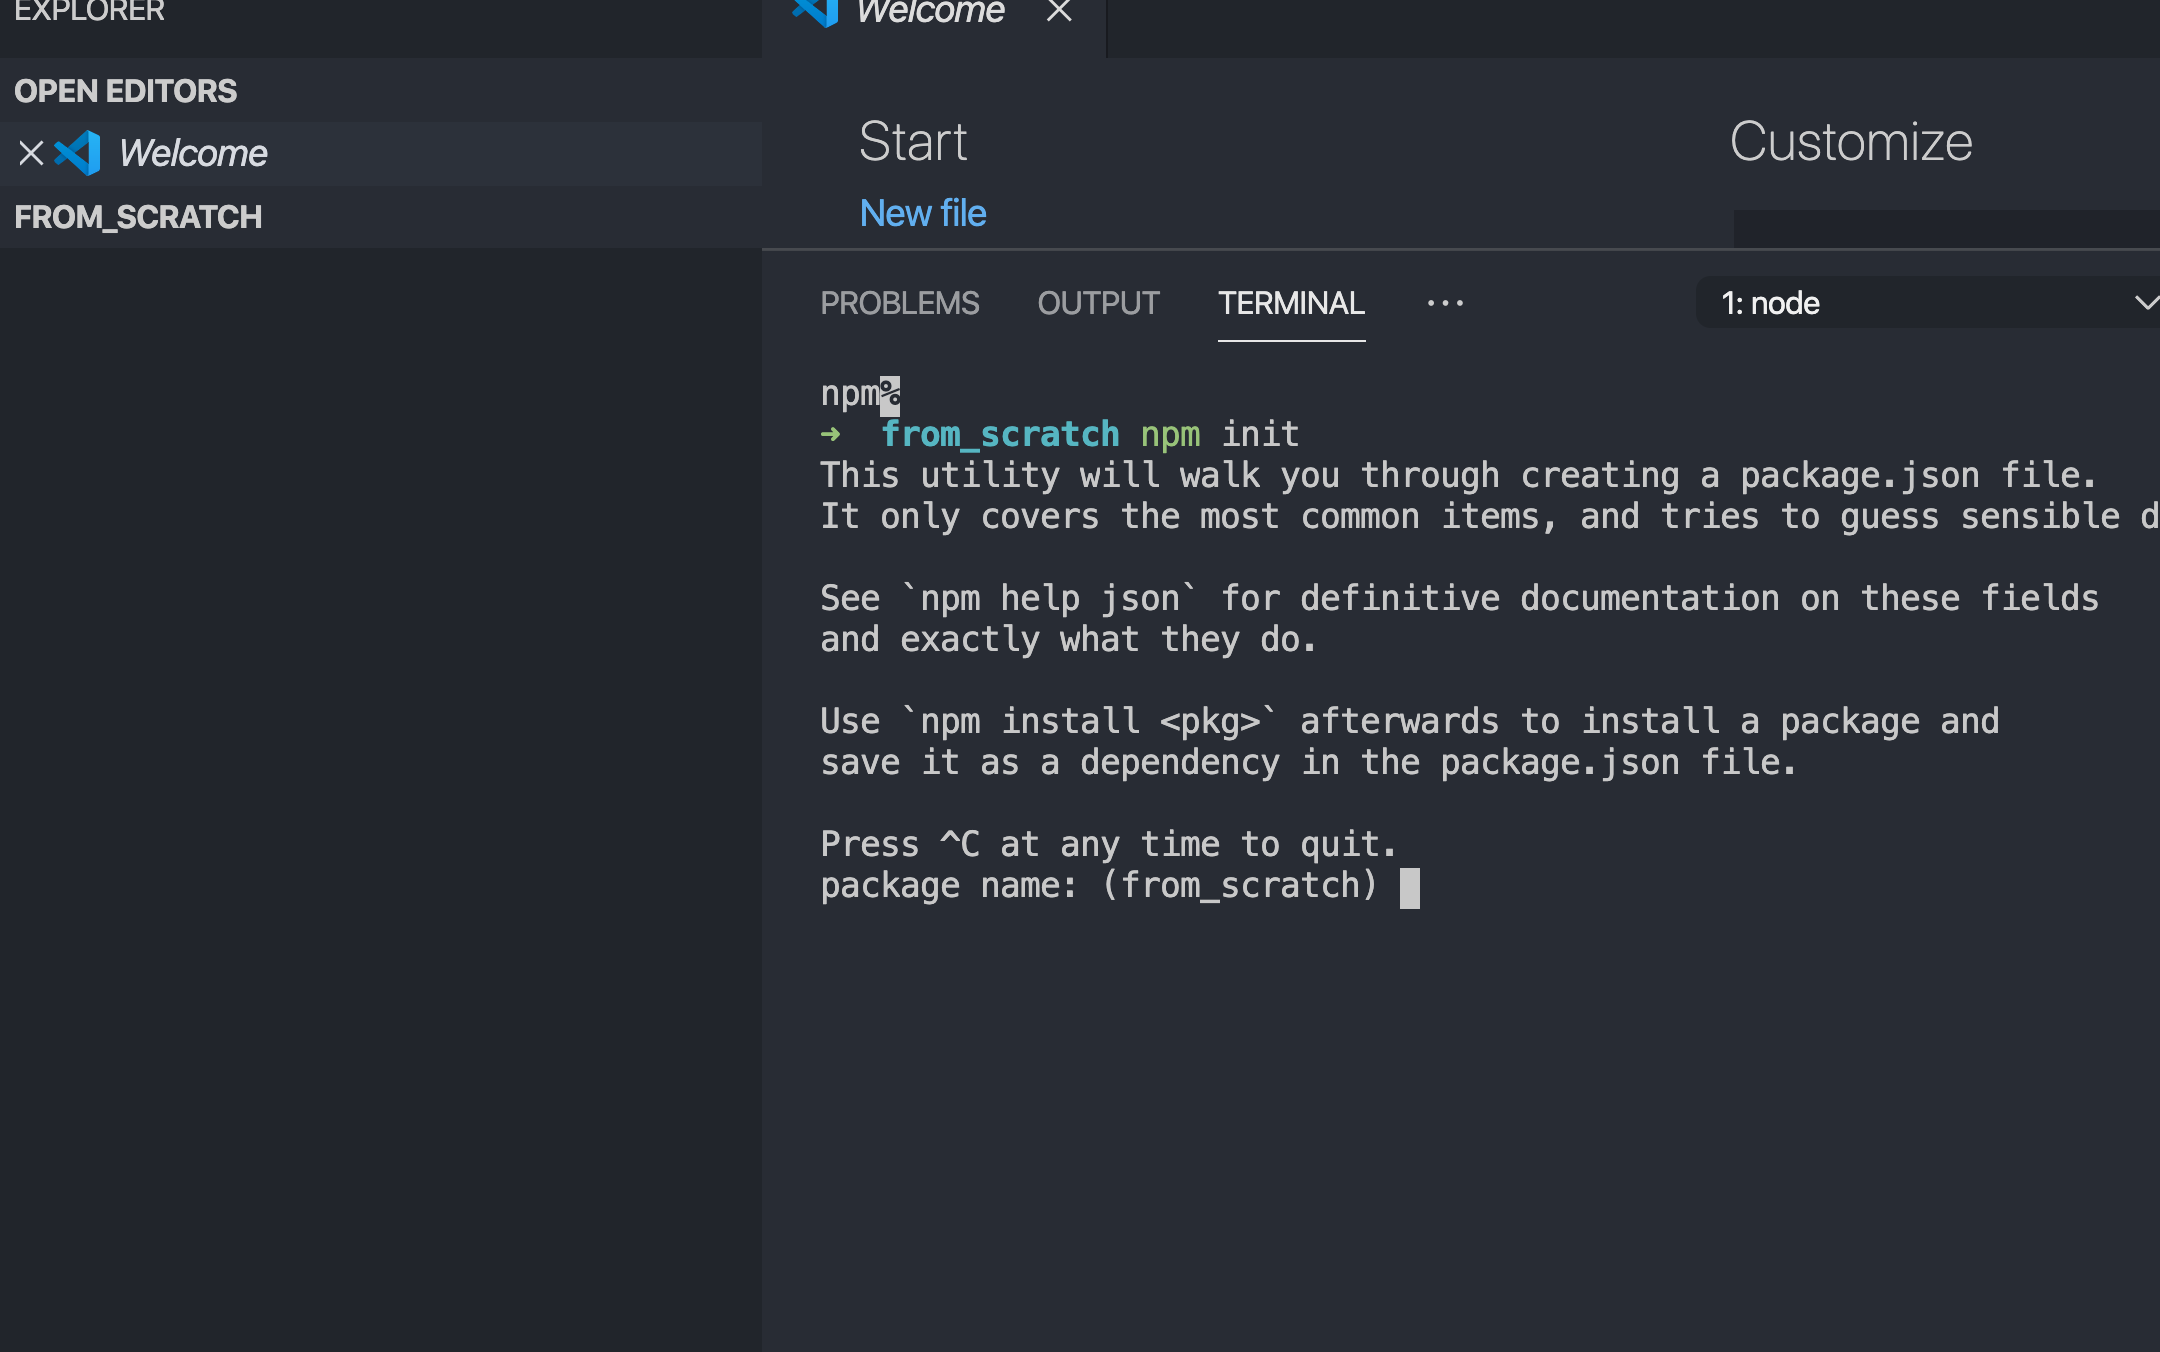 EXPLORER
OPEN EDITORS
Welcome
FROM_SCRATCH
Welcome
Start
Customize
New file
PROBLEMS OUTPUT TERMINAL ··· 1: node
npm%
➜ from_scratch npm init
This utility will walk you through creating a package.json file.
It only covers the most common items, and tries to guess sensible d
See `npm help json` for definitive documentation on these fields
and exactly what they do.
Use `npm install <pkg>` afterwards to install a package and
save it as a dependency in the package.json file.
Press ^C at any time to quit.
package name: (from_scratch)